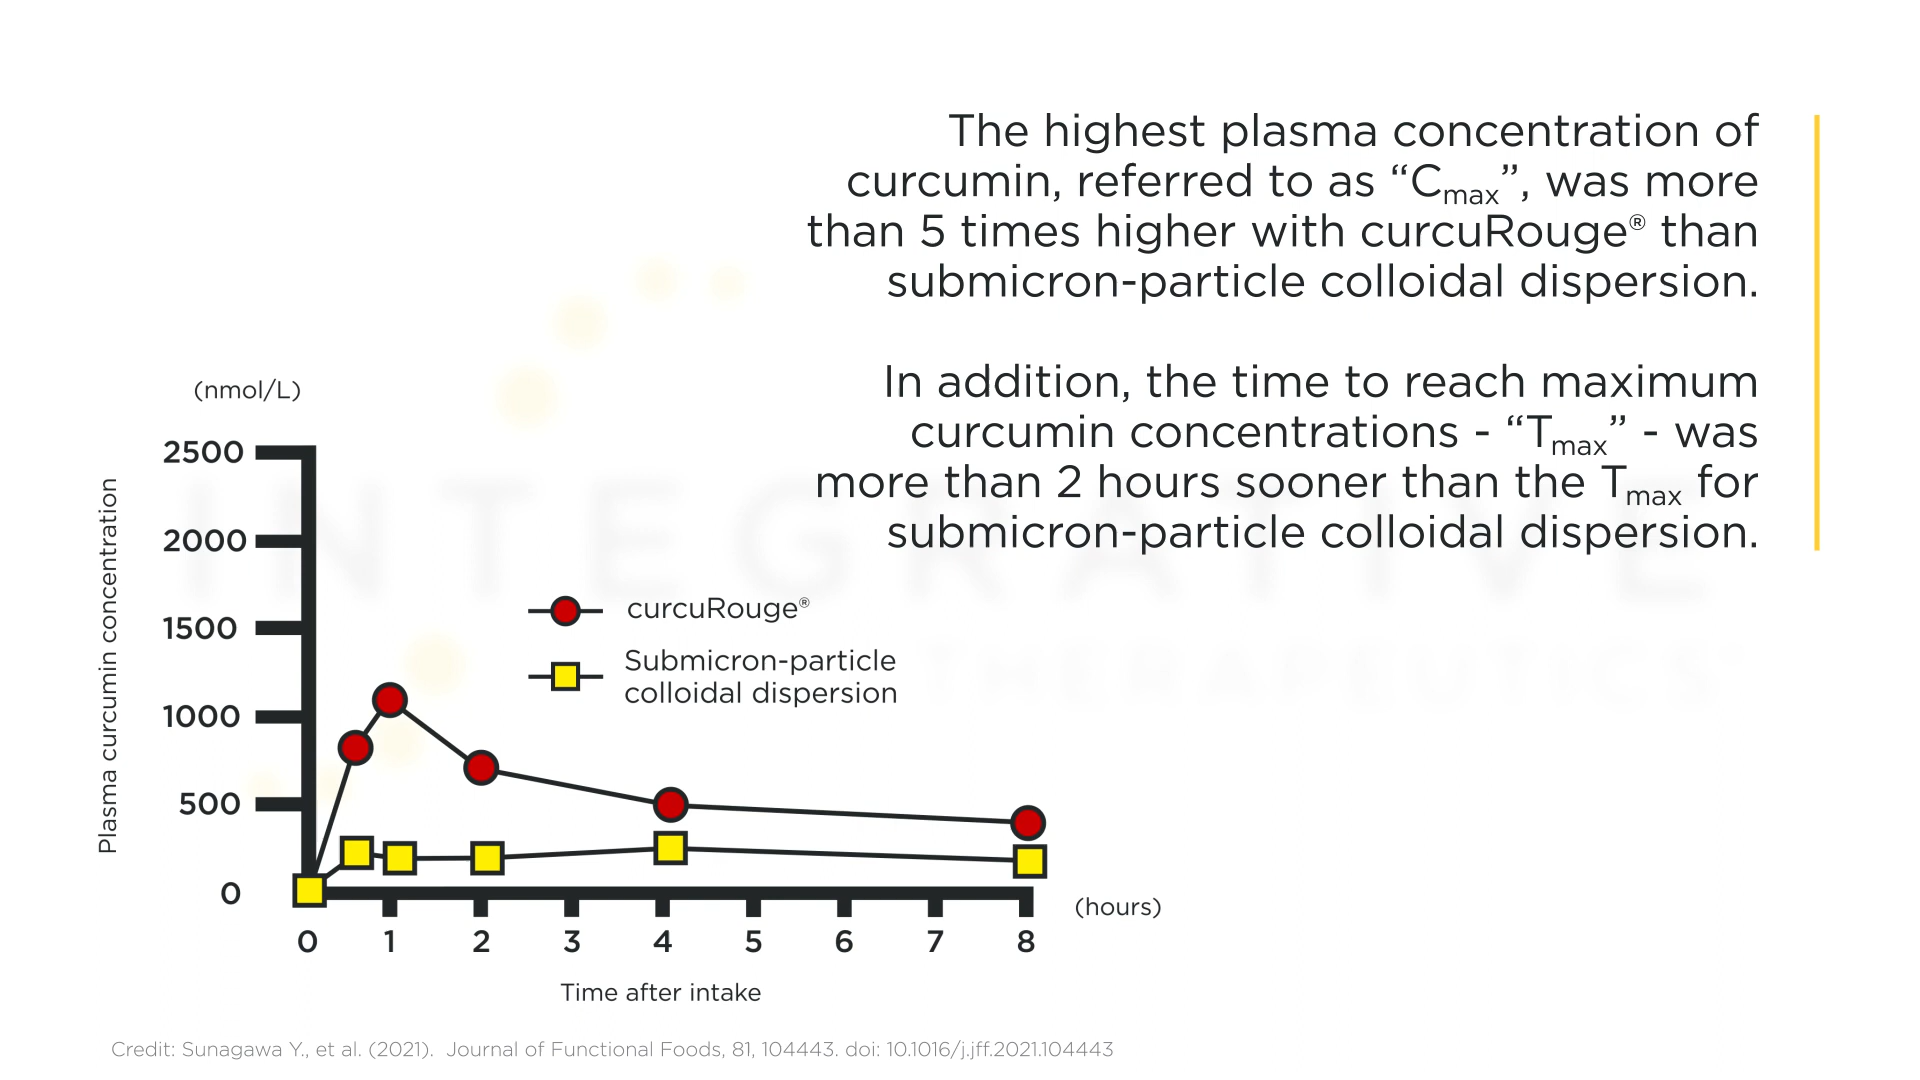 The highest plasma concentration of
curcumin, referred to as “Cmax”, was more
than 5 times higher with curcuRouge® than
submicron-particle colloidal dispersion.
In addition, the time to reach maximum
curcumin concentrations - “Tmax” - was
more than 2 hours sooner than the Tmax for
submicron-particle colloidal dispersion.
INTEGRATIVE
THERAPEUTICS
(nmol/L)
Plasma curcumin concentration
2500
2000
1500
1000
500
0
curcuRouge®
Submicron-particle
colloidal dispersion
(hours)
0 1 2 3 4 5 6 7 8
Time after intake
Credit: Sunagawa Y., et al. (2021). Journal of Functional Foods, 81, 104443. doi: 10.1016/j.jff.2021.104443